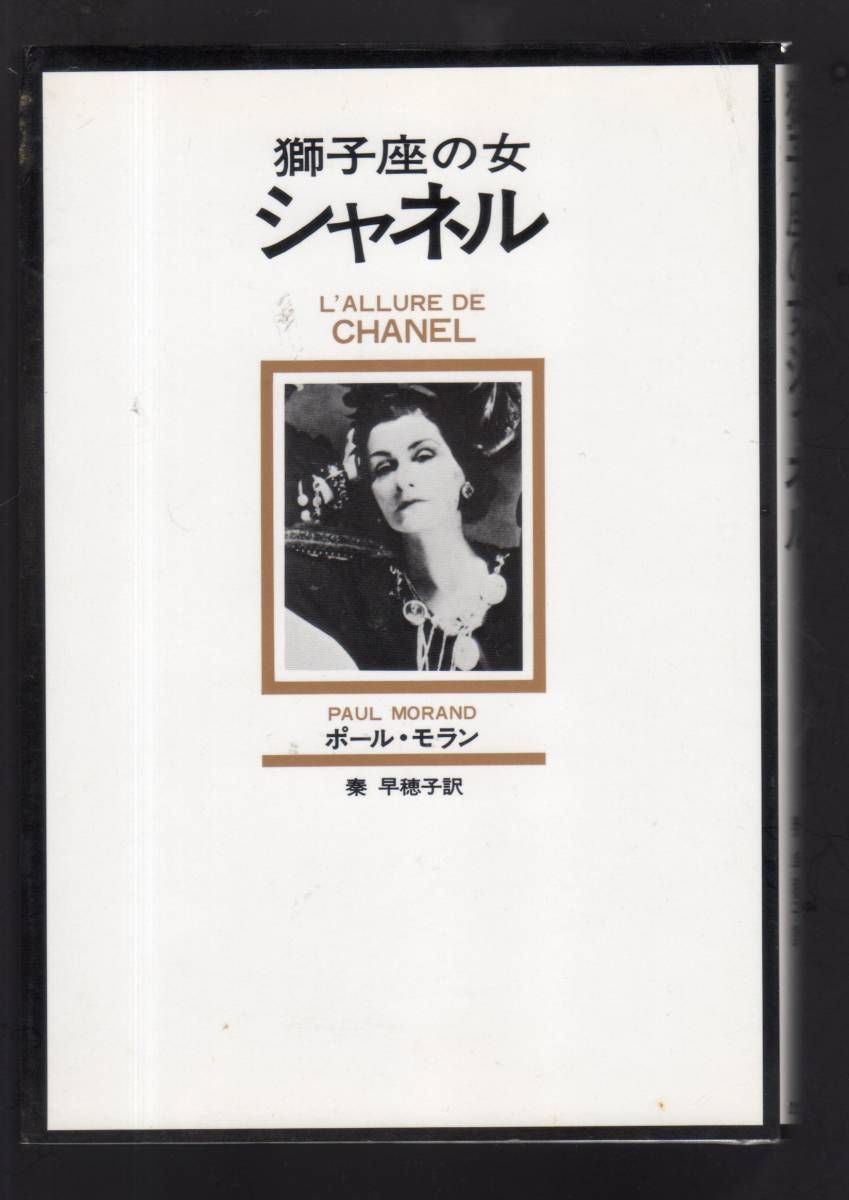 獅子座の女
シャネル
L'ALLURE DE
CHANEL
PAUL MORAND
ポール・モラン
秦 早穂子訳